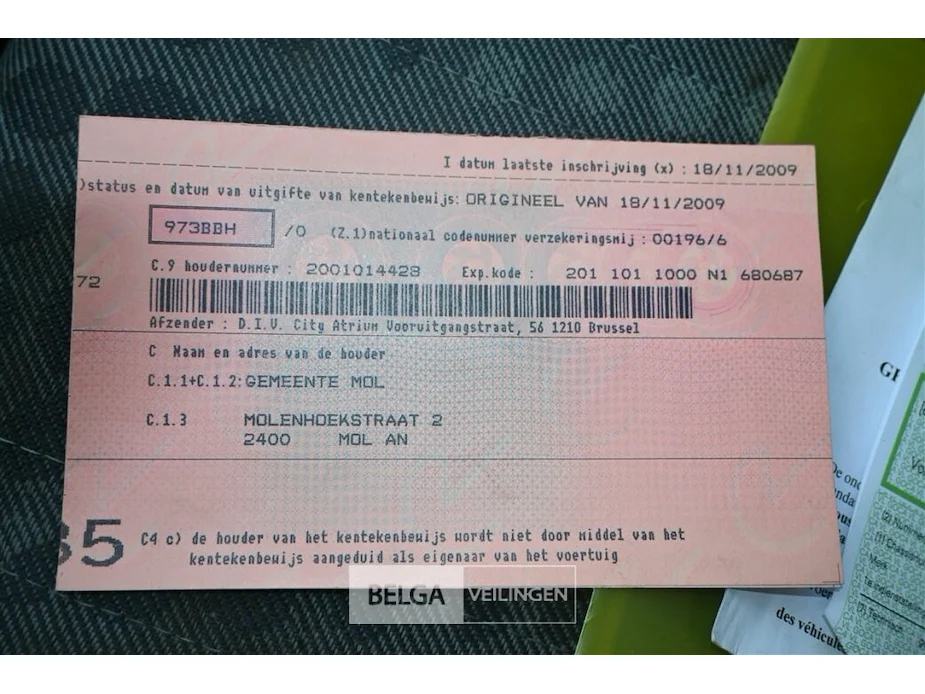 I datum laatste inschrijving (x) : 18/11/2009
)status en datum van uitgifte van kentekenbewijs: ORIGINEEL VAN 18/11/2009
973BBH /0 (Z.1)nationaal codenummer verzekeringsmij : 00196/6
C.9 houdernummer : 2001014428 Exp.kode : 201 101 1000 N1 680687
72
Afzender : D.I.V. City Atrium Vooruitgangstraat, 56 1210 Brussel
C Naam en adres van de houder
C.1.1+C.1.2: GEMEENTE MOL
C.1.3 MOLENHOEKSTRAAT 2
2400 MOL AN
35
C4 c) de houder van het kentekenbewijs wordt niet door middel van het
kentekenbewijs aangeduid als eigenaar van het voertuig
BELGA VEILINGEN
des véhicule
Merk